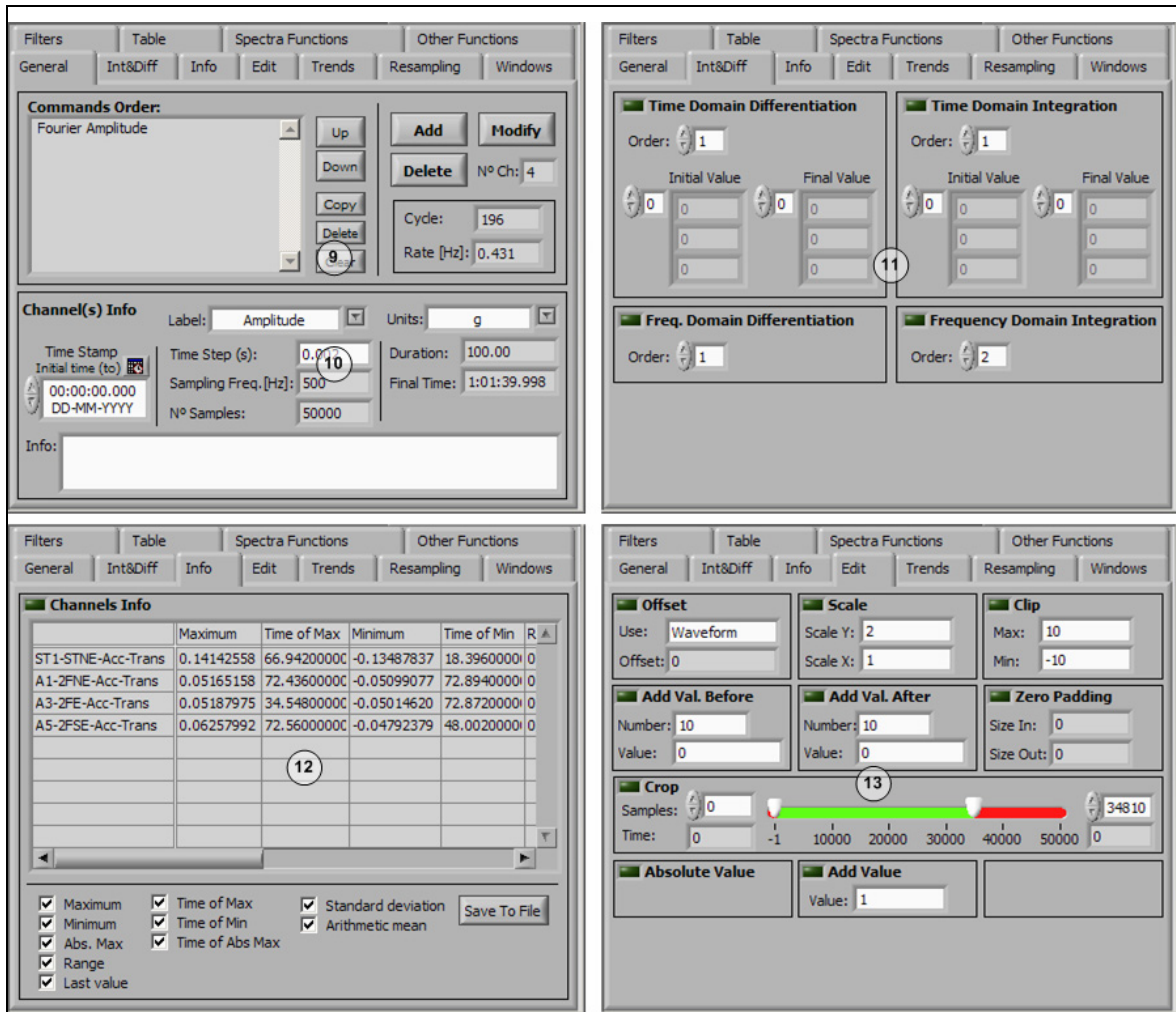 Filters Table Spectra Functions Other Functions
General Int&Diff Info Edit Trends Resampling Windows
Commands Order:
Fourier Amplitude
Up
Down
Copy
Delete
9
Add Modify
Delete Nº Ch: 4
Cycle: 196
Rate [Hz]: 0.431
Channel(s) Info
Label: Amplitude Units: g
Time Stamp
Initial time (to)
00:00:00.000
DD-MM-YYYY
Time Step (s):
10
Sampling Freq.[Hz]: 500
Nº Samples: 50000
Duration: 100.00
Final Time: 1:01:39.998
Info:
Filters Table Spectra Functions Other Functions
General Int&Diff Info Edit Trends Resampling Windows
Time Domain Differentiation
Order: 1
Initial Value Final Value
0 0 0 0
0 0
0 0
Time Domain Integration
Order: 1
Initial Value Final Value
0 0 0 0
0 0
0 0
11
Freq. Domain Differentiation
Order: 1
Frequency Domain Integration
Order: 2
Filters Table Spectra Functions Other Functions
General Int&Diff Info Edit Trends Resampling Windows
Channels Info
Maximum Time of Max Minimum Time of Min R
ST1-STNE-Acc-Trans 0.14142558 66.9420000 -0.13487837 18.3960000 0
A1-2FNE-Acc-Trans 0.05165158 72.4360000 -0.05099077 72.8940000 0
A3-2FE-Acc-Trans 0.05187975 34.5480000 -0.05014620 72.8720000 0
A5-2FSE-Acc-Trans 0.06257992 72.5600000 -0.04792379 48.0020000 0
12
Maximum Time of Max Standard deviation Save To File
Minimum Time of Min Arithmetic mean
Abs. Max Time of Abs Max
Range
Last value
Filters Table Spectra Functions Other Functions
General Int&Diff Info Edit Trends Resampling Windows
Offset
Use: Waveform
Offset: 0
Scale
Scale Y: 2
Scale X: 1
Clip
Max: 10
Min: -10
Add Val. Before
Number: 10
Value: 0
Add Val. After
Number: 10
Value: 0
Zero Padding
Size In: 0
Size Out: 0
13
Crop
Samples: 0 34810
Time: 0 -1 10000 20000 30000 40000 50000 0
Absolute Value
Add Value
Value: 1